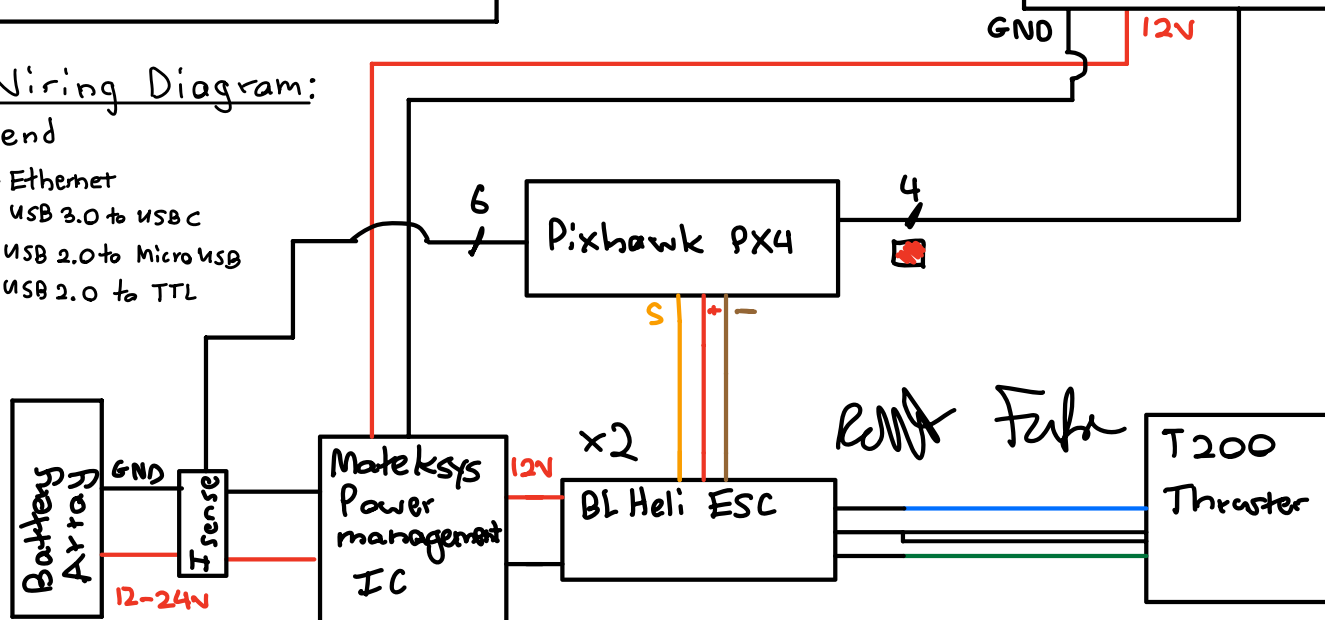 GND
12V
Wiring Diagram:
end
Ethernet
USB 3.0 to USB C
USB 2.0 to Micro USB
USB 2.0 to TTL
6
Pixhawk PX4
4
S
+
-
Battery
Array
GND
12-24V
Isense
Mateksys
Power
management
IC
12V
x2
BL Heli ESC
T200
Thruster